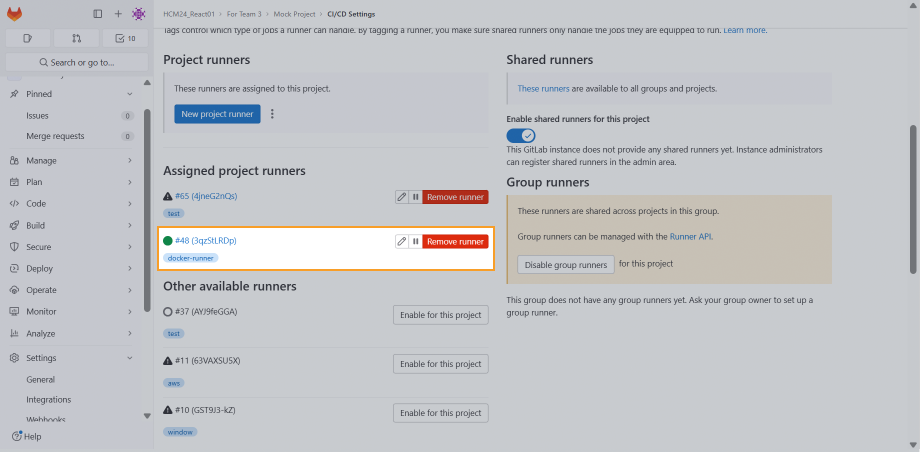 HCM24_React01 › For Team 3 › Mock Project › CI/CD Settings
10
Search or go to...
Pinned
Issues 0
Merge requests 0
Manage
Plan
Code
Build
Secure
Deploy
Operate
Monitor
Analyze
Settings
General
Integrations
Webhooks
Help
Tags control which type of jobs a runner can handle. By tagging a runner, you make sure shared runners only handle the jobs they are equipped to run. Learn more.
Project runners
These runners are assigned to this project.
New project runner
Assigned project runners
#65 (4jneG2nQs)
Remove runner
test
#48 (3qzStLRDp)
Remove runner
docker-runner
Other available runners
#37 (AYJ9feGGA)
Enable for this project
test
#11 (63VAXSU5X)
Enable for this project
aws
#10 (GST9J3-kZ)
Enable for this project
window
Shared runners
These runners are available to all groups and projects.
Enable shared runners for this project
This GitLab instance does not provide any shared runners yet. Instance administrators
can register shared runners in the admin area.
Group runners
These runners are shared across projects in this group.
Group runners can be managed with the Runner API.
Disable group runners for this project
This group does not have any group runners yet. Ask your group owner to set up a
group runner.